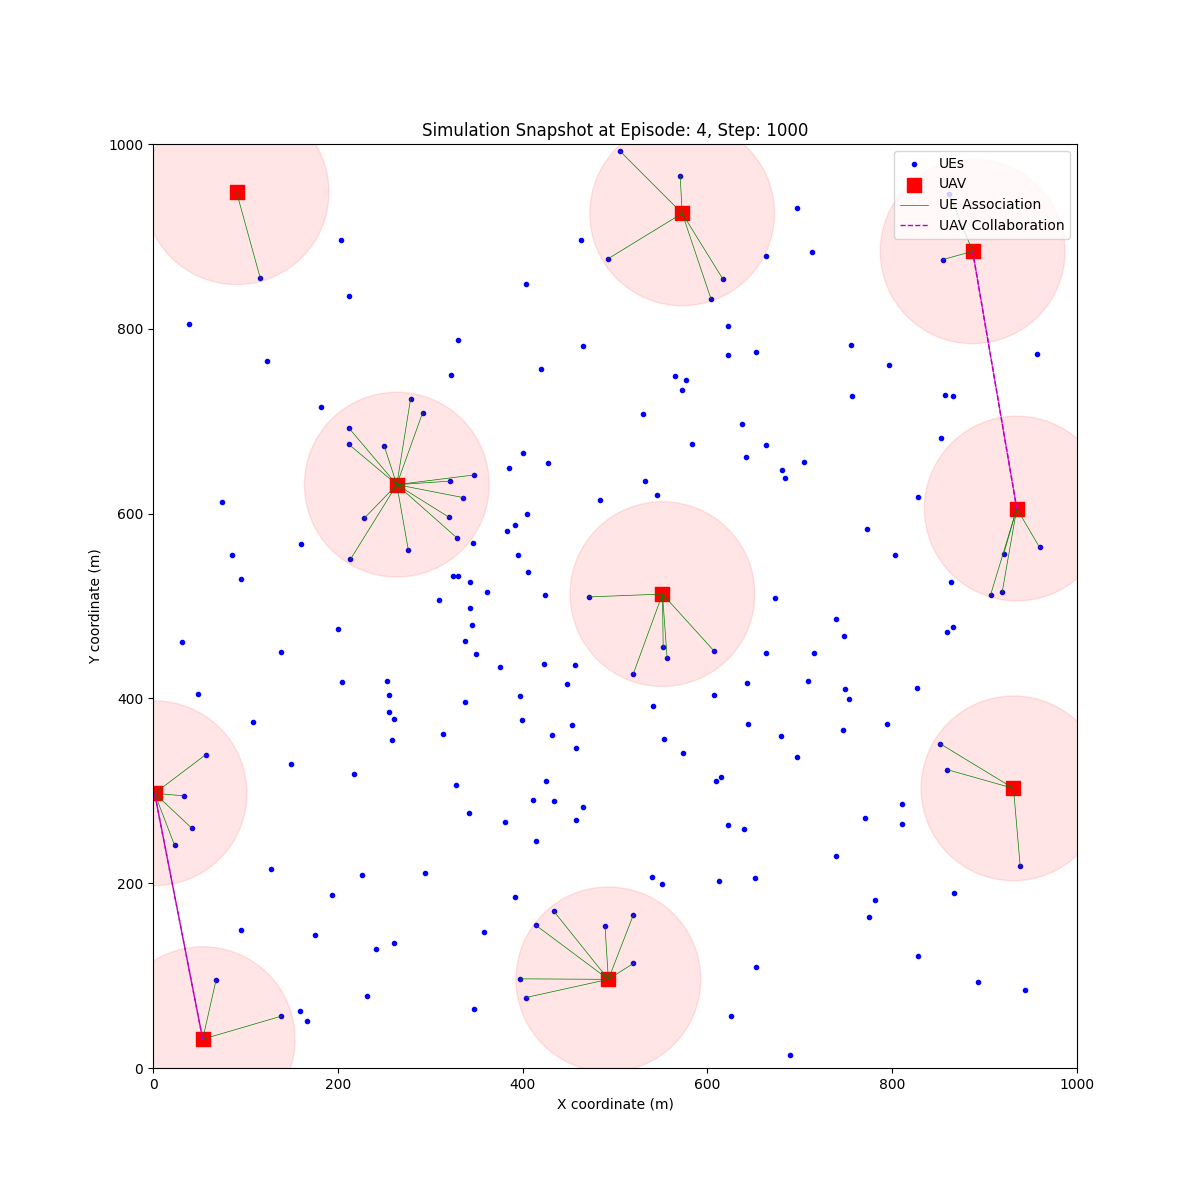 Simulation Snapshot at Episode: 4, Step: 1000
UEs
UAV
UE Association
UAV Collaboration
1000
800
600
400
200
0
Y coordinate (m)
0 200 400 600 800 1000
X coordinate (m)